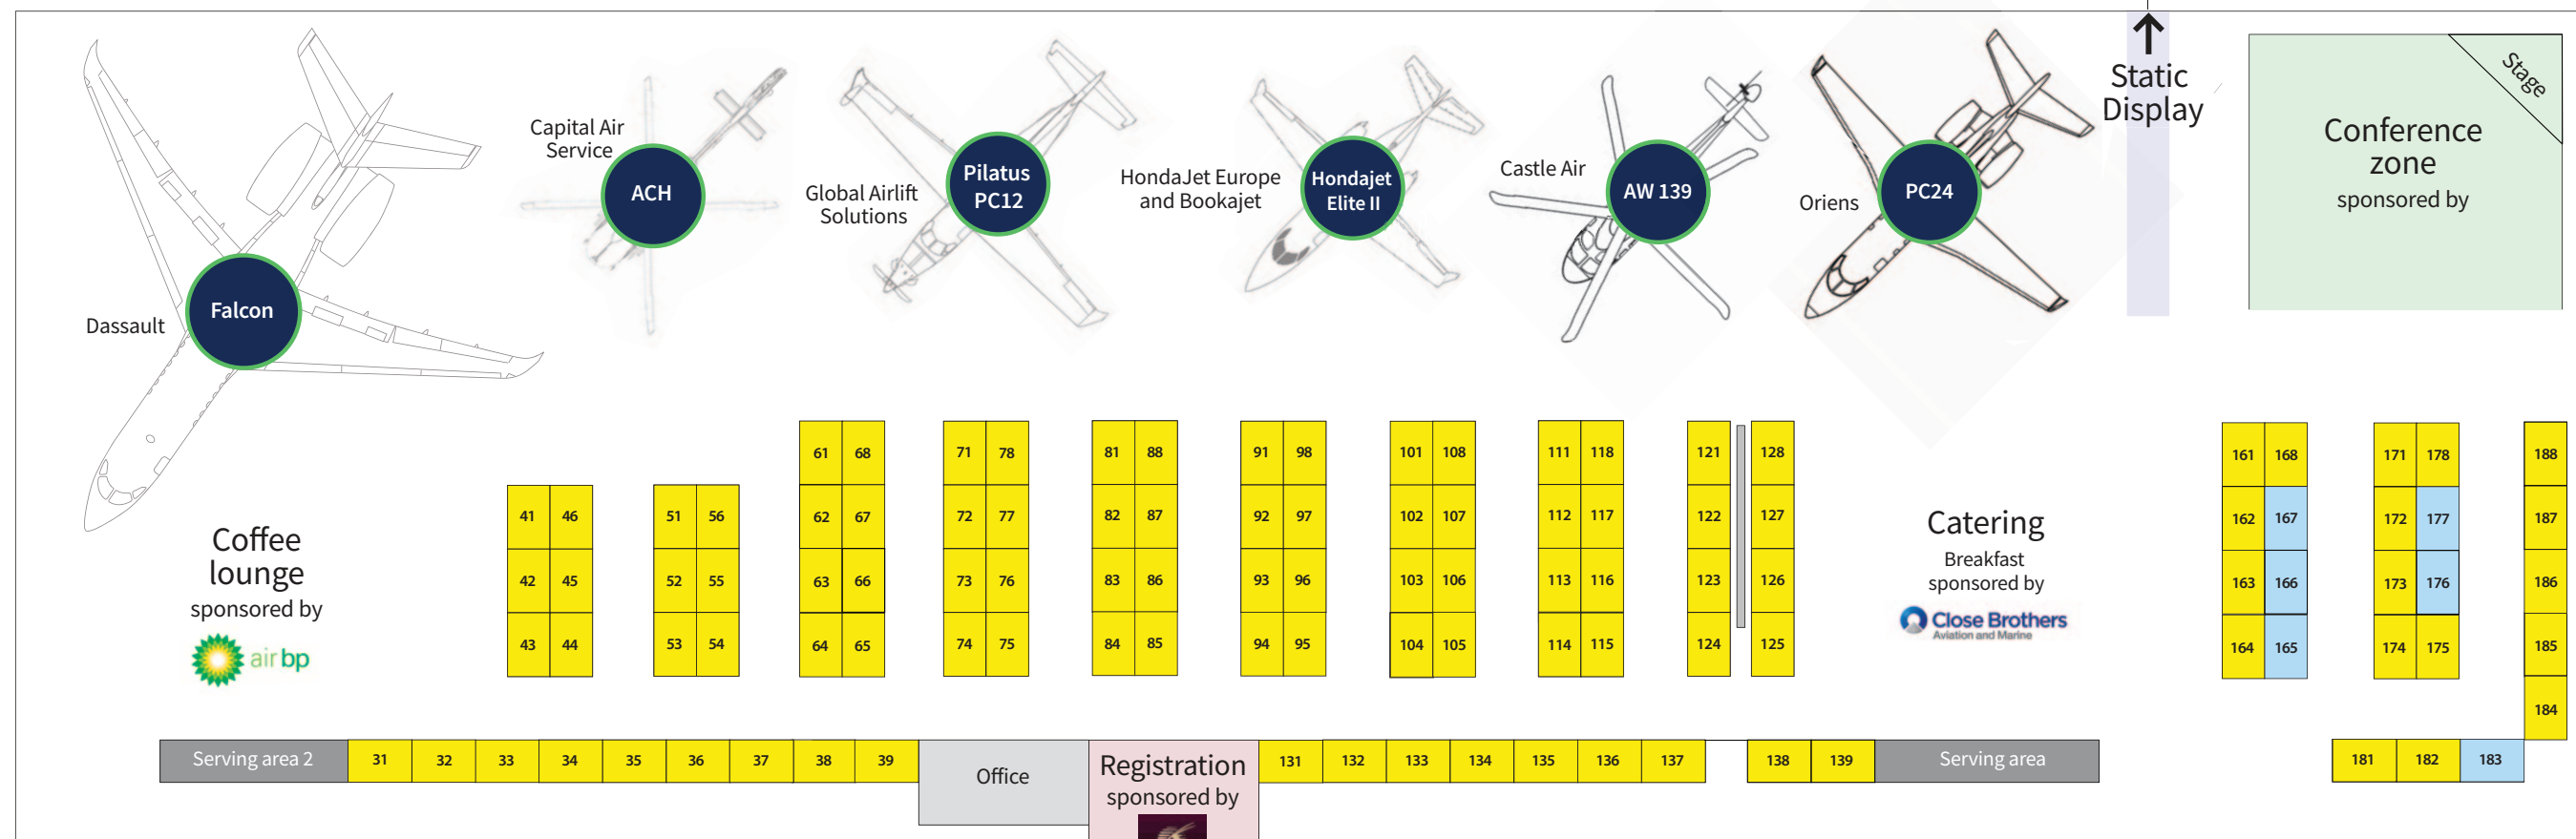 Static
Display
Stage
Conference
zone
sponsored by
Capital Air
Service
ACH
Global Airlift
Solutions
Pilatus
PC12
HondaJet Europe
and Bookajet
Hondajet
Elite II
Castle Air
AW 139
Oriens
PC24
Dassault
Falcon
61 68 71 78 81 88 91 98 101 108 111 118 121 128 161 168 171 178 188
41 46 51 56 62 67 72 77 82 87 92 97 102 107 112 117 122 127 162 167 172 177 187
42 45 52 55 63 66 73 76 83 86 93 96 103 106 113 116 123 126 163 166 173 176 186
43 44 53 54 64 65 74 75 84 85 94 95 104 105 114 115 124 125 164 165 174 175 185
184
Coffee
lounge
sponsored by
air bp
Catering
Breakfast
sponsored by
Close Brothers
Aviation and Marine
Serving area 2 31 32 33 34 35 36 37 38 39
Office
Registration
sponsored by
131 132 133 134 135 136 137 138 139 Serving area 181 182 183